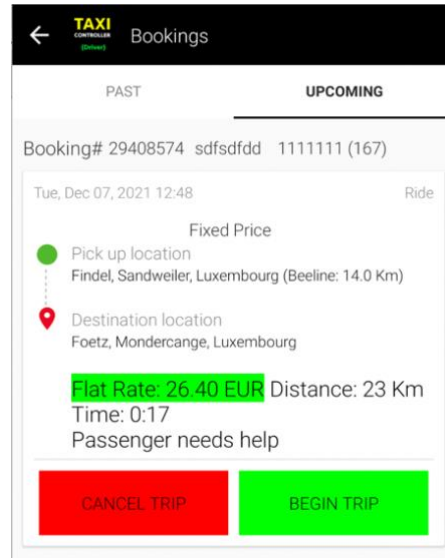 TAXI
CONTROLLER
(Driver)
Bookings
PAST UPCOMING
Booking# 29408574 sdfsdfdd 1111111 (167)
Tue, Dec 07, 2021 12:48 Ride
Fixed Price
Pick up location
Findel, Sandweiler, Luxembourg (Beeline: 14.0 Km)
Destination location
Foetz, Mondercange, Luxembourg
Flat Rate: 26.40 EUR Distance: 23 Km
Time: 0:17
Passenger needs help
CANCEL TRIP BEGIN TRIP